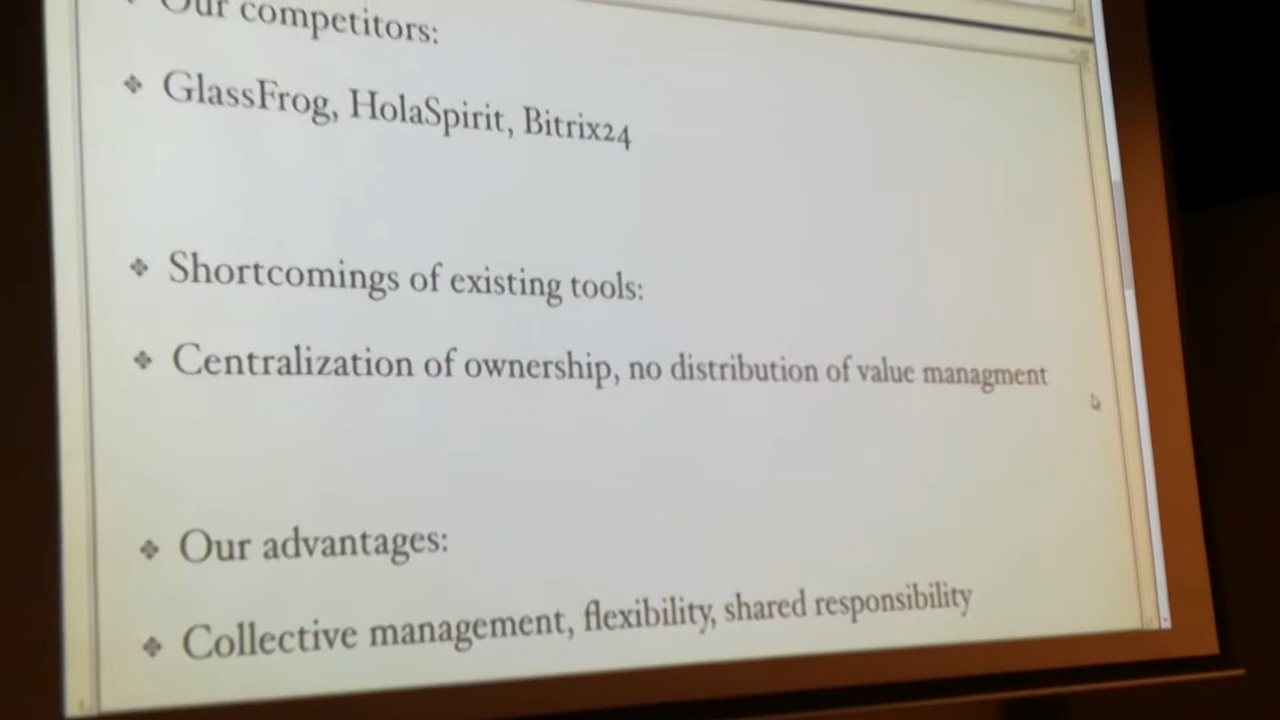 Our competitors:
GlassFrog, HolaSpirit, Bitrix24
Shortcomings of existing tools:
Centralization of ownership, no distribution of value managment
Our advantages:
Collective management, flexibility, shared responsibility